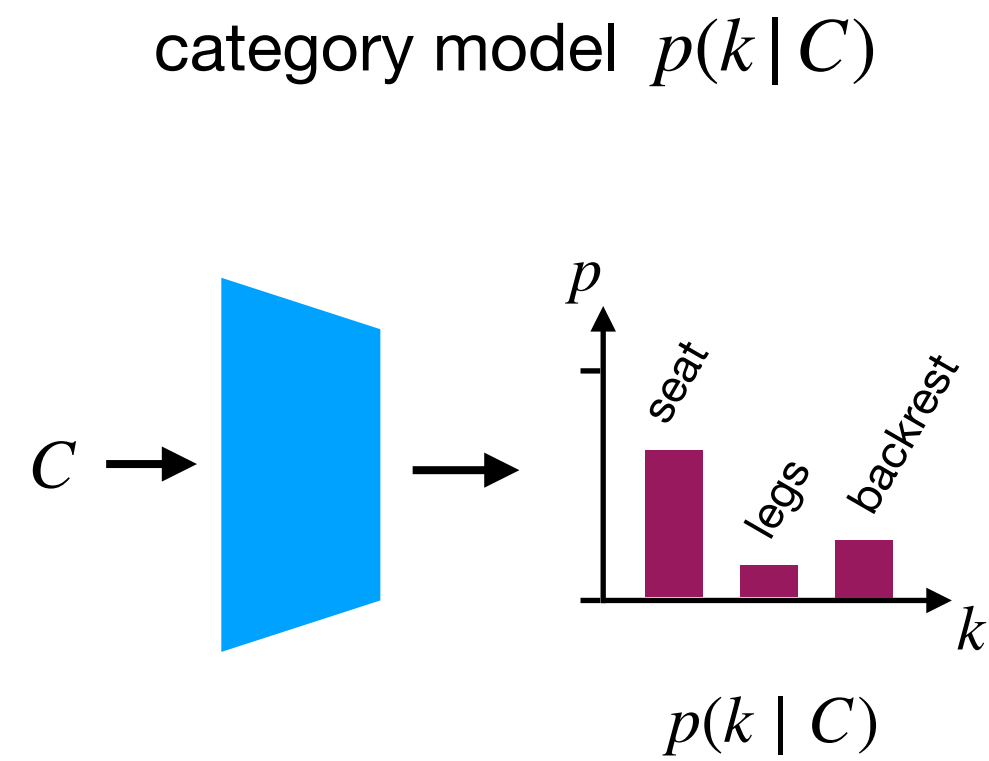 category model p(k | C)
p
seat
legs
backrest
C
k
p(k | C)